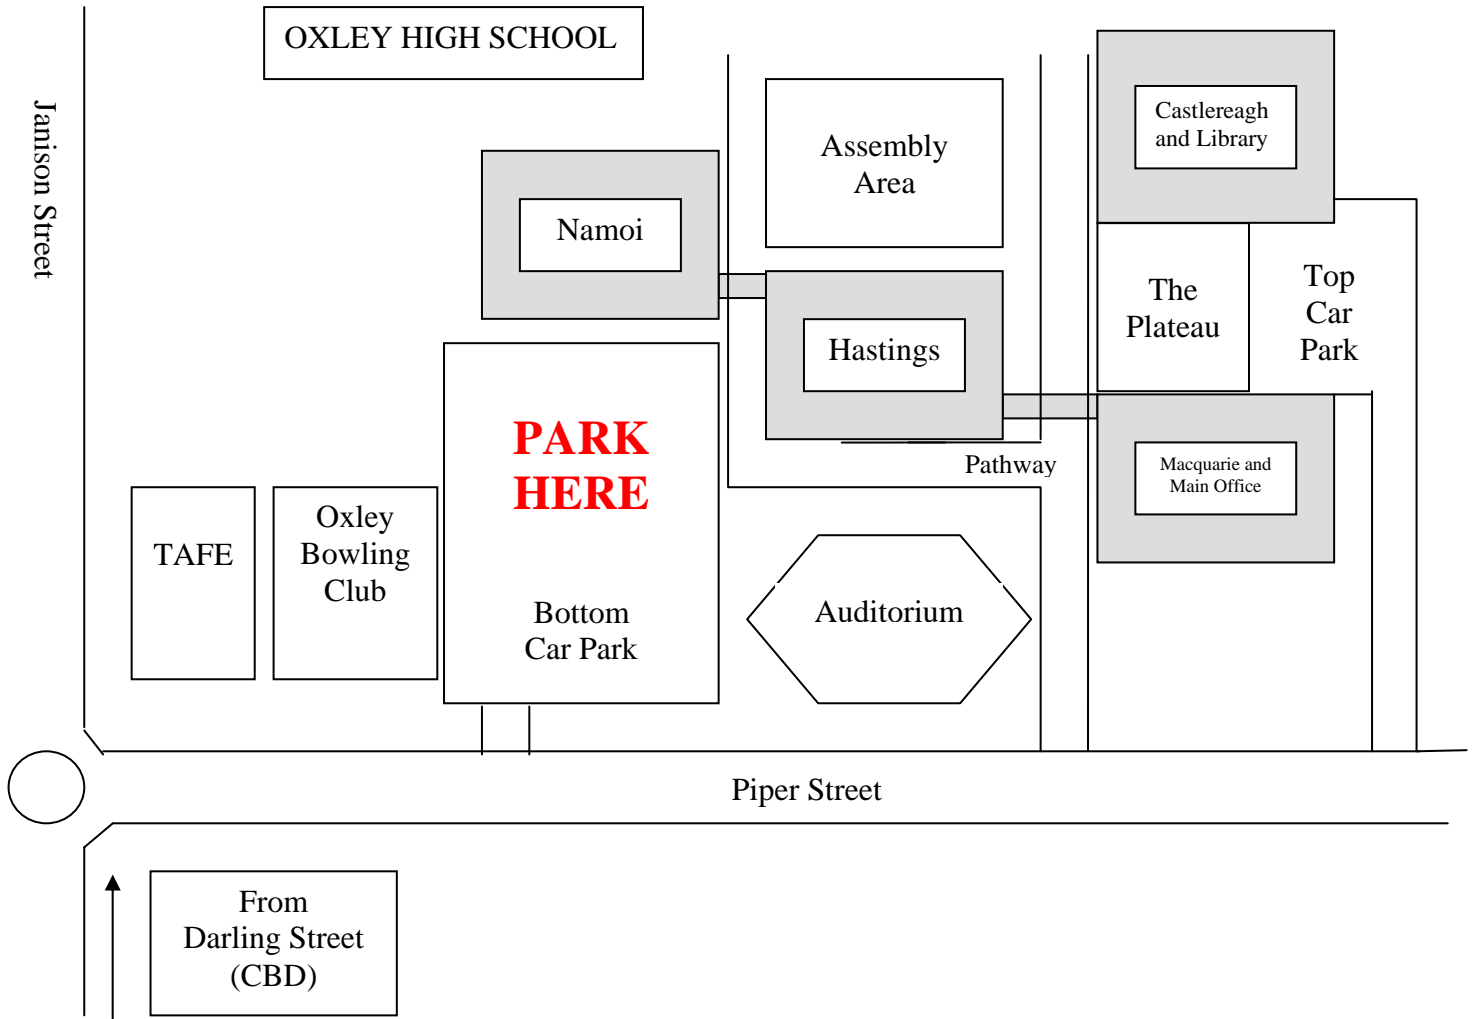 OXLEY HIGH SCHOOL
Janison Street
Castlereagh
and Library
Assembly
Area
Namoi
The
Plateau
Top
Car
Park
Hastings
PARK
HERE
Pathway
Macquarie and
Main Office
TAFE
Oxley
Bowling
Club
Bottom
Car Park
Auditorium
Piper Street
From
Darling Street
(CBD)